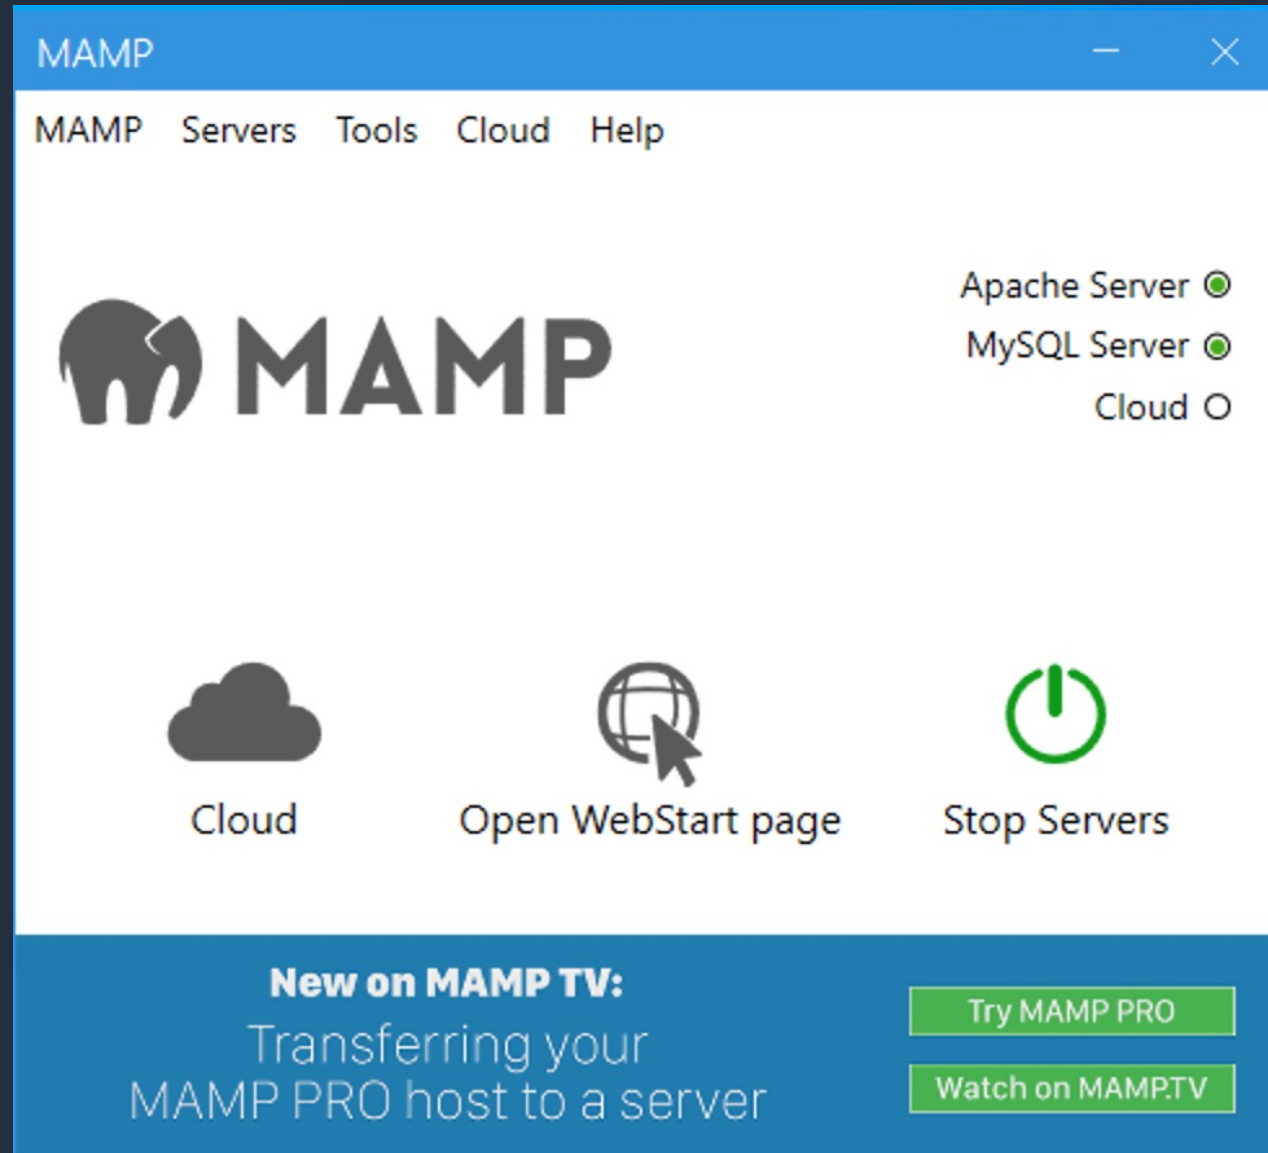 MAMP
MAMP Servers Tools Cloud Help
MAMP
Apache Server
MySQL Server
Cloud
Cloud
Open WebStart page
Stop Servers
New on MAMP TV:
Transferring your
MAMP PRO host to a server
Try MAMP PRO
Watch on MAMP.TV